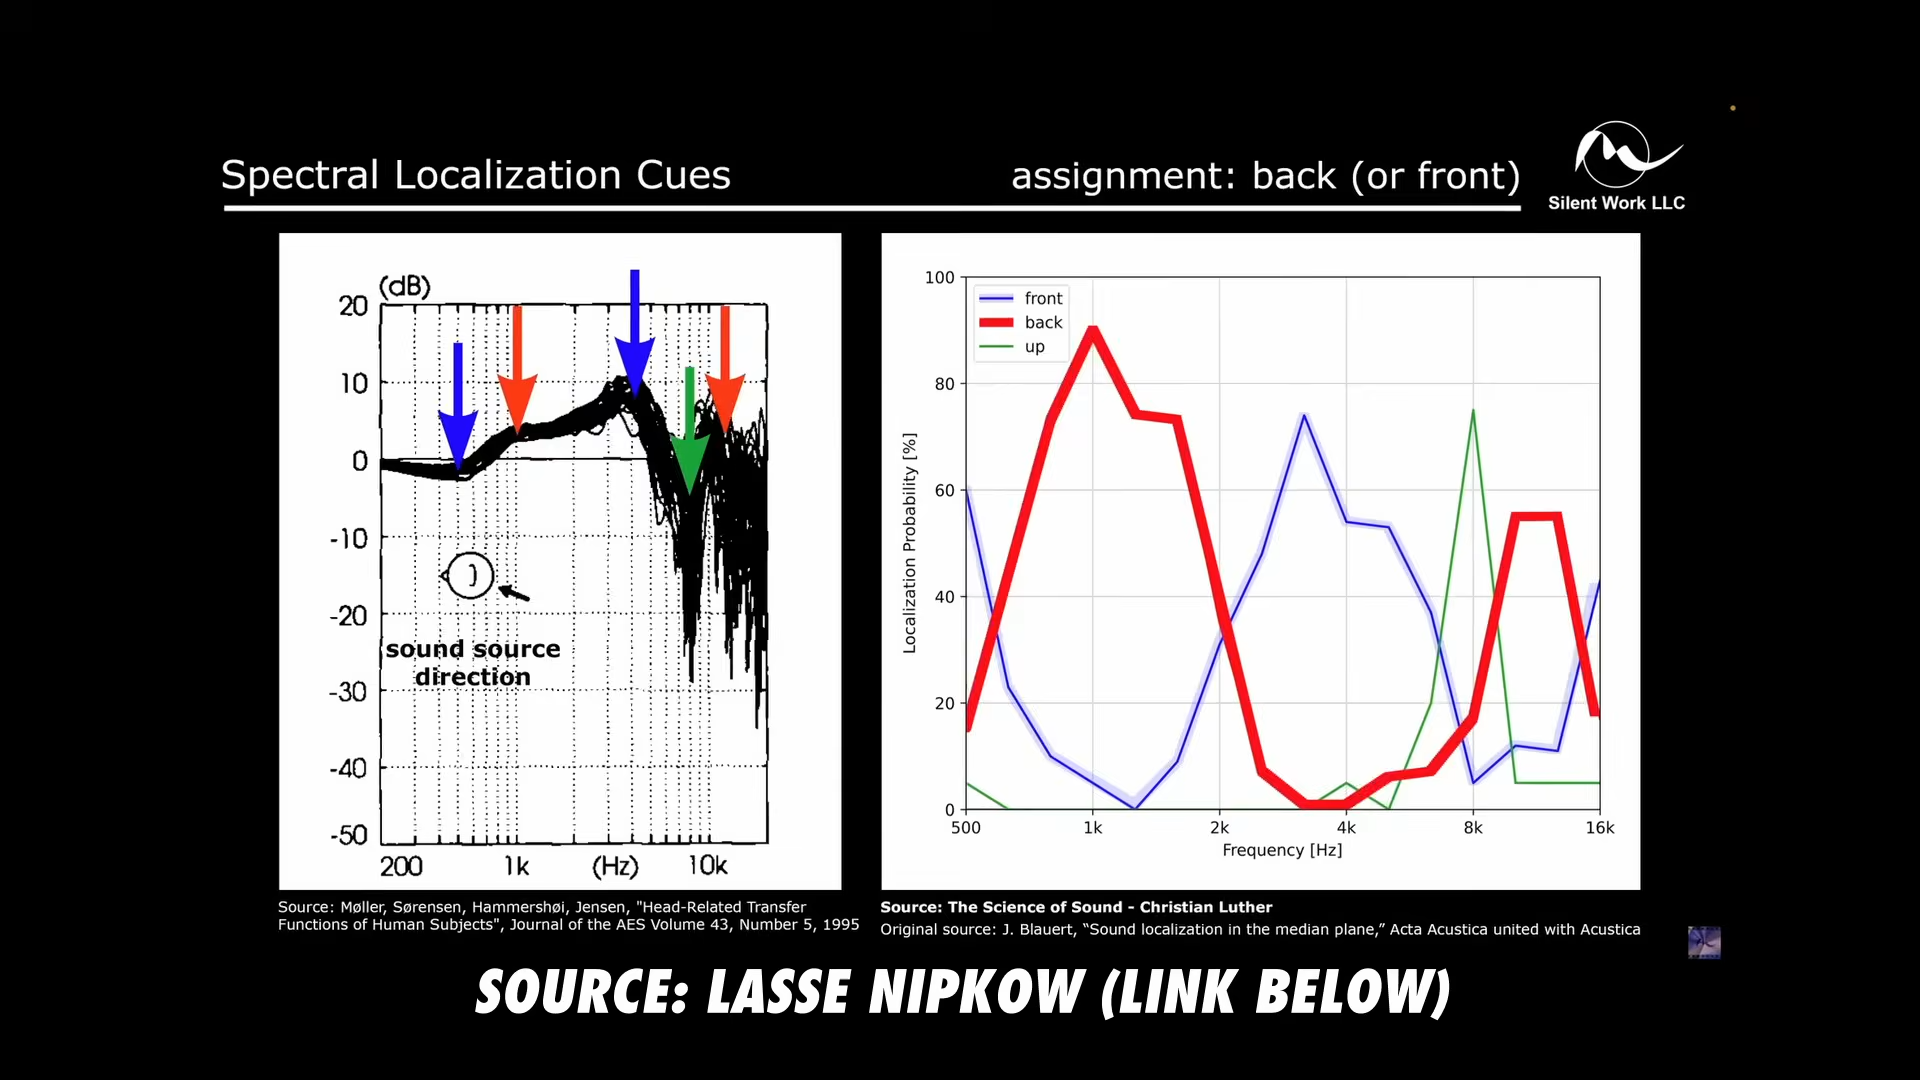 Spectral Localization Cues
assignment: back (or front)
Silent Work LLC
(dB)
20
10
0
-10
-20
-30
-40
-50
sound source
direction
200
1k
(Hz)
10k
100
80
60
40
20
0
front
back
up
Localization Probability [%]
500
1k
2k
4k
8k
16k
Frequency [Hz]
Source: Møller, Sørensen, Hammershøi, Jensen, "Head-Related Transfer
Functions of Human Subjects", Journal of the AES Volume 43, Number 5, 1995
Source: The Science of Sound - Christian Luther
Original source: J. Blauert, “Sound localization in the median plane,” Acta Acustica united with Acustica
SOURCE: LASSE NIPKOW (LINK BELOW)